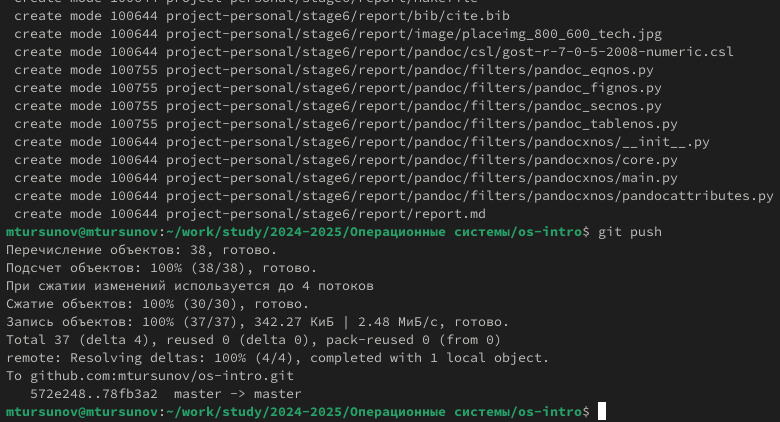 create mode 100644 project-personal/stage6/report/bib/cite.bib
create mode 100644 project-personal/stage6/report/image/placeimg_800_600_tech.jpg
create mode 100644 project-personal/stage6/report/pandoc/csl/gost-r-7-0-5-2008-numeric.csl
create mode 100755 project-personal/stage6/report/pandoc/filters/pandoc_eqnos.py
create mode 100755 project-personal/stage6/report/pandoc/filters/pandoc_fignos.py
create mode 100755 project-personal/stage6/report/pandoc/filters/pandoc_secnos.py
create mode 100755 project-personal/stage6/report/pandoc/filters/pandoc_tablenos.py
create mode 100644 project-personal/stage6/report/pandoc/filters/pandocxnos/__init__.py
create mode 100644 project-personal/stage6/report/pandoc/filters/pandocxnos/core.py
create mode 100644 project-personal/stage6/report/pandoc/filters/pandocxnos/main.py
create mode 100644 project-personal/stage6/report/pandoc/filters/pandocxnos/pandocattributes.py
create mode 100644 project-personal/stage6/report/report.md
mtursunov@mtursunov:~/work/study/2024-2025/Операционные системы/os-intro$ git push
Перечисление объектов: 38, готово.
Подсчет объектов: 100% (38/38), готово.
При сжатии изменений используется до 4 потоков
Сжатие объектов: 100% (30/30), готово.
Запись объектов: 100% (37/37), 342.27 КиБ | 2.48 МиБ/с, готово.
Total 37 (delta 4), reused 0 (delta 0), pack-reused 0 (from 0)
remote: Resolving deltas: 100% (4/4), completed with 1 local object.
To github.com:mtursunov/os-intro.git
572e248..78fb3a2 master -> master
mtursunov@mtursunov:~/work/study/2024-2025/Операционные системы/os-intro$